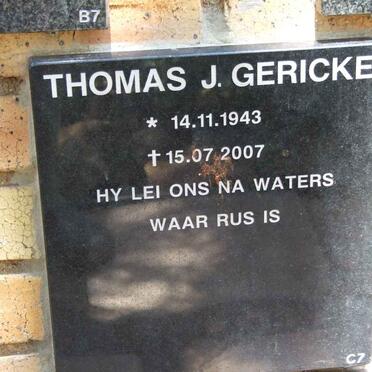 B7
THOMAS J. GERICKE
* 14.11.1943
† 15.07.2007
HY LEI ONS NA WATERS
WAAR RUS IS
C7